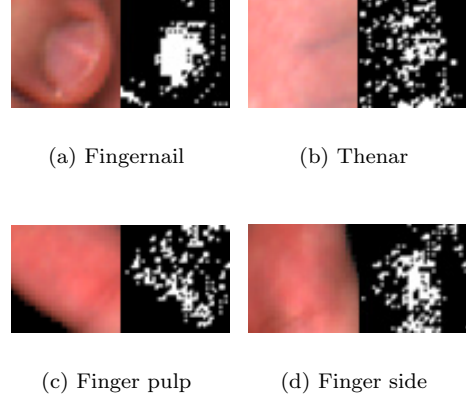 (a) Fingernail
(b) Thenar
(c) Finger pulp
(d) Finger side